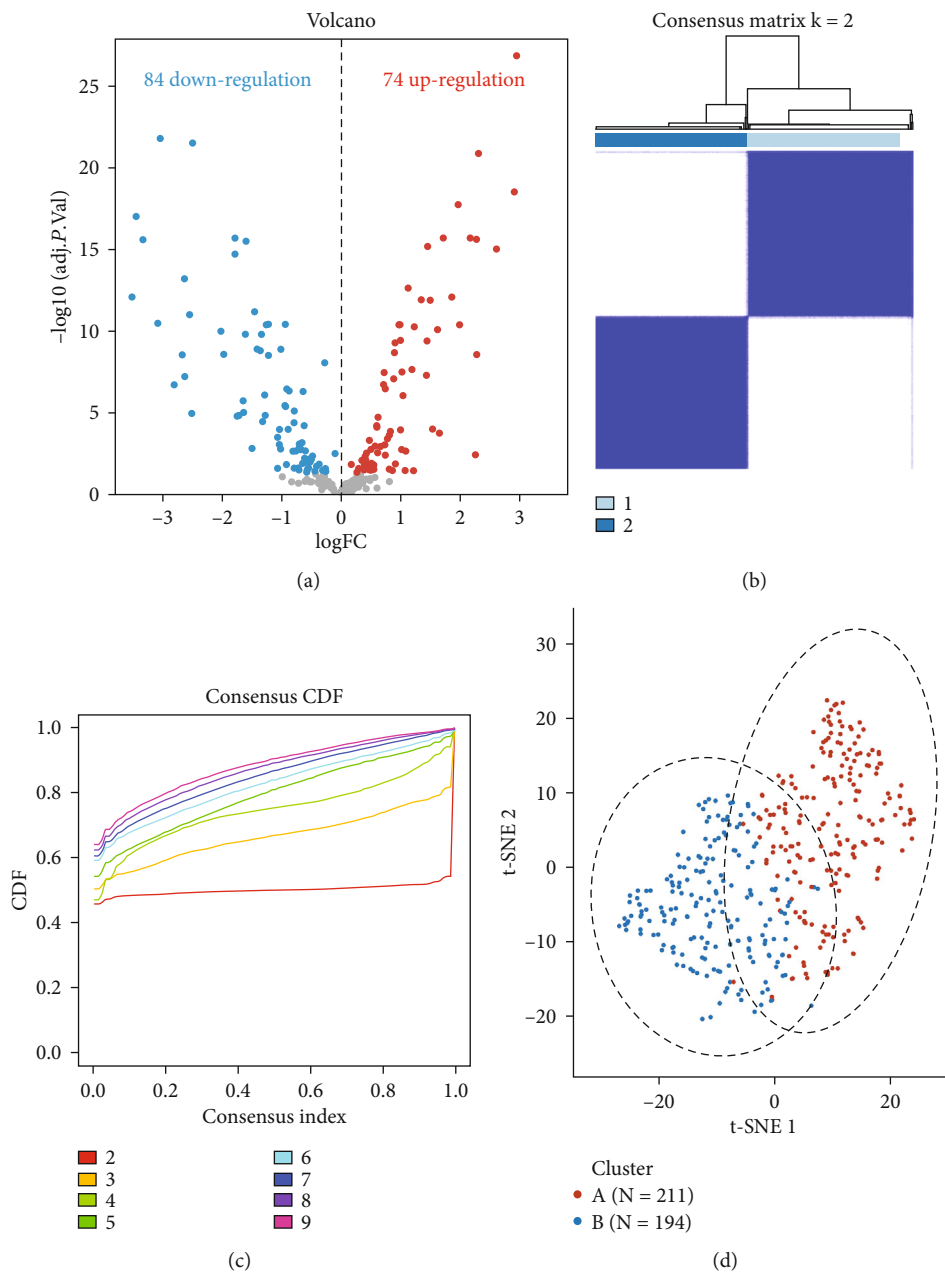 Volcano
84 down-regulation
74 up-regulation
25
20
15
10
5
0
–log10 (adj.P.Val)
–3
–2
–1
0
1
2
3
logFC
(a)
Consensus matrix k = 2
1
2
(b)
Consensus CDF
1.0
0.8
0.6
0.4
0.2
0.0
CDF
0.0
0.2
0.4
0.6
0.8
1.0
Consensus index
2
3
4
5
6
7
8
9
(c)
30
20
10
0
–10
–20
t-SNE 2
–20
0
20
t-SNE 1
Cluster
A (N = 211)
B (N = 194)
(d)